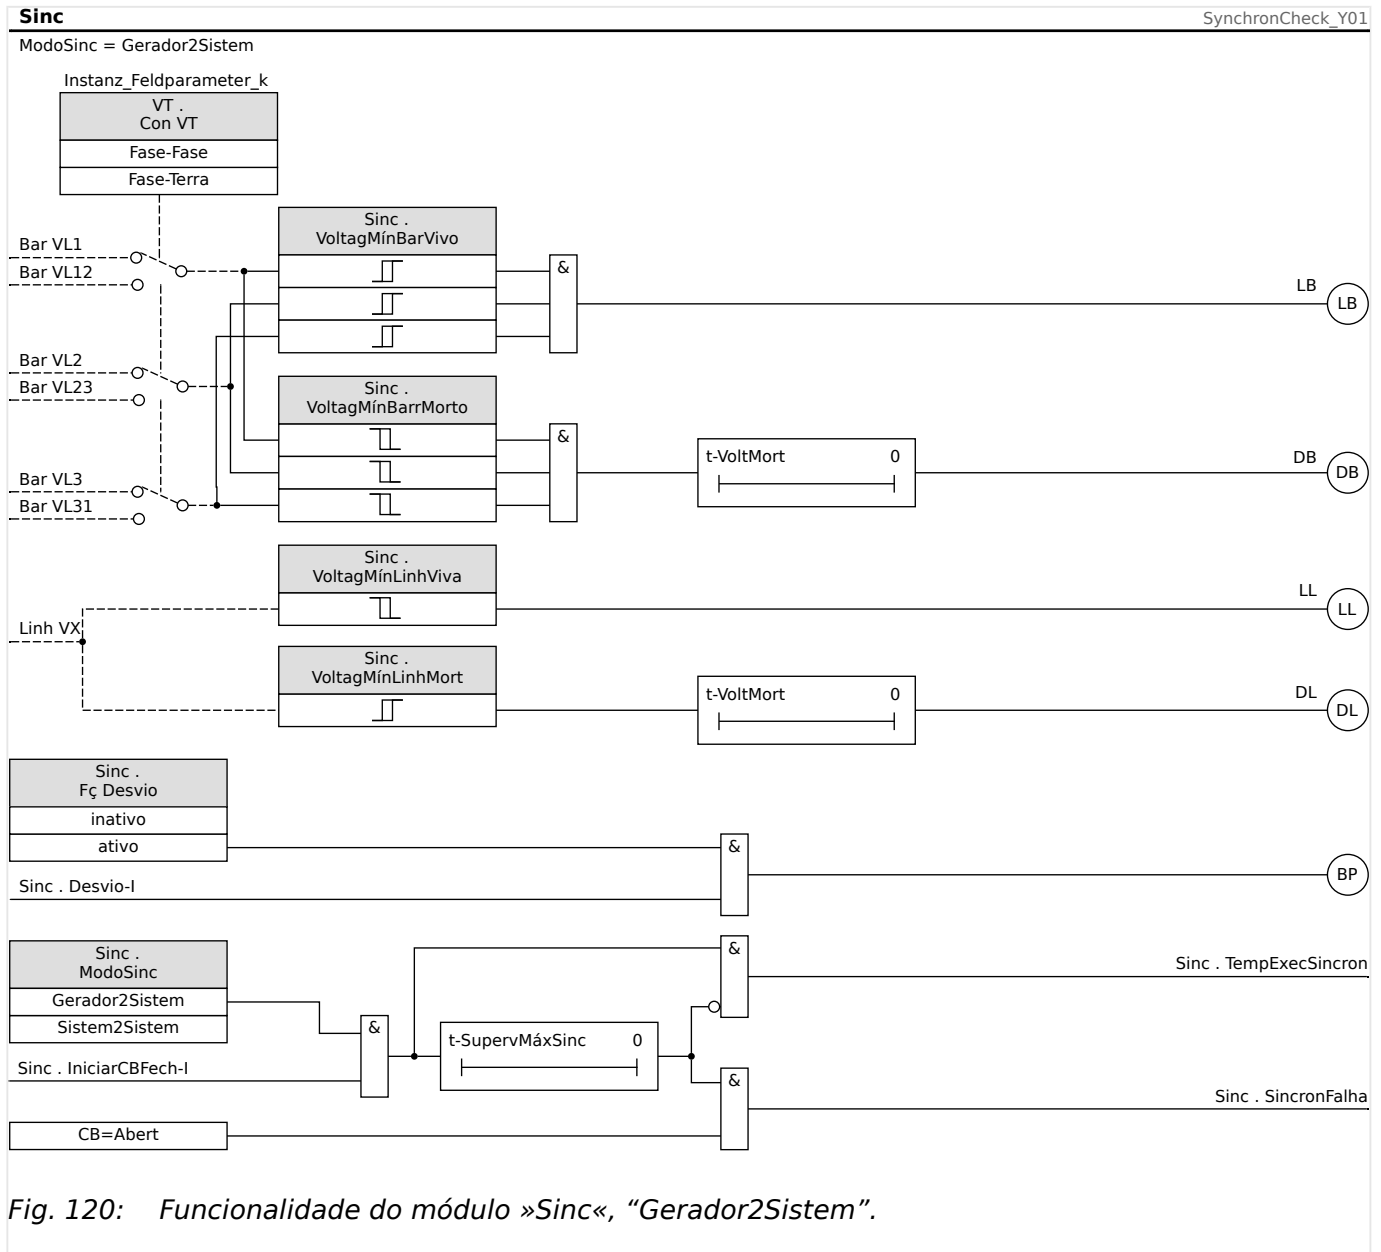 Sinc
SynchronCheck_Y01
ModoSinc = Gerador2Sistem
Instanz_Feldparameter_k
VT .
Con VT
Fase-Fase
Fase-Terra
Sinc .
VoltagMínBarVivo
Bar VL1
Bar VL12
&
LB
LB
Bar VL2
Bar VL23
Sinc .
VoltagMínBarrMorto
&
t-VoltMort 0
DB
DB
Bar VL3
Bar VL31
Sinc .
VoltagMínLinhViva
LL
LL
Linh VX
Sinc .
VoltagMínLinhMort
t-VoltMort 0
DL
DL
Sinc .
Fç Desvio
inativo
ativo
&
BP
Sinc . Desvio-I
Sinc .
ModoSinc
Gerador2Sistem
Sistem2Sistem
&
Sinc . TempExecSincron
&
t-SupervMáxSinc 0
Sinc . IniciarCBFech-I
&
Sinc . SincronFalha
CB=Abert
Fig. 120: Funcionalidade do módulo »Sinc«, “Gerador2Sistem”.